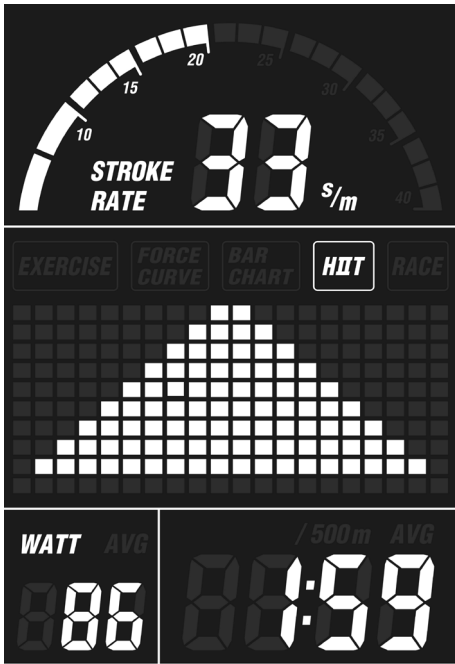 10
15
20
25
30
35
40
STROKE
RATE
33 s/m
EXERCISE
FORCE
CURVE
BAR
CHART
HIIT
RACE
WATT AVG
86
/500m AVG
1:59